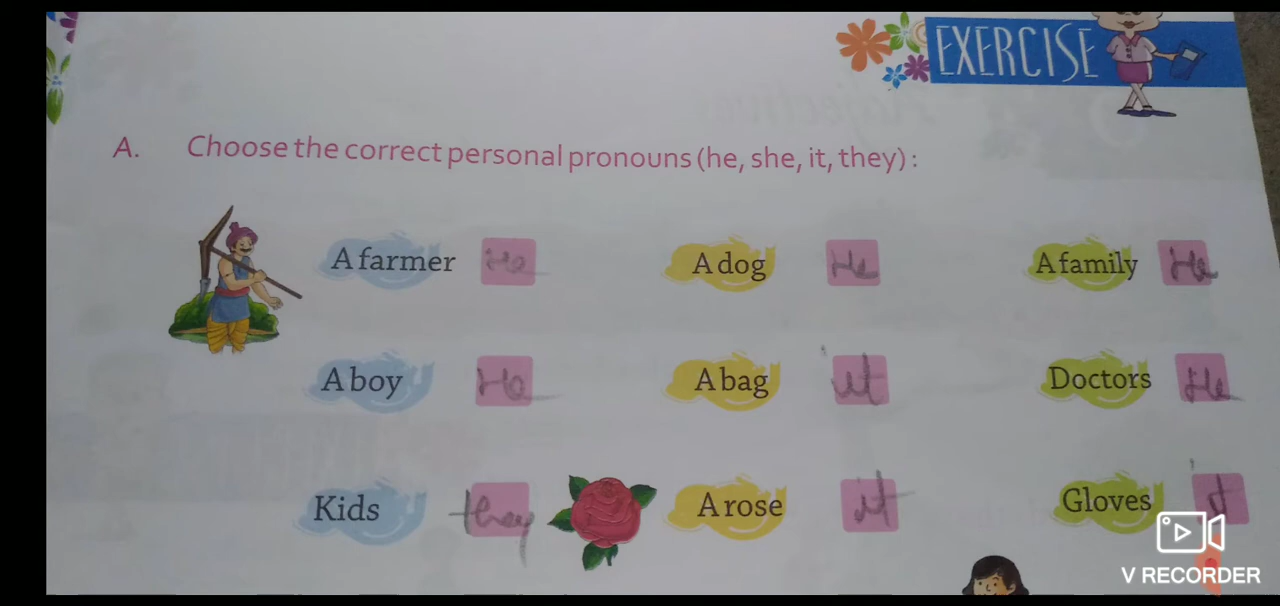 EXERCISE
A. Choose the correct personal pronouns (he, she, it, they) :
A farmer He A dog He A family He
A boy He A bag it Doctors He
Kids they A rose it Gloves it
V RECORDER